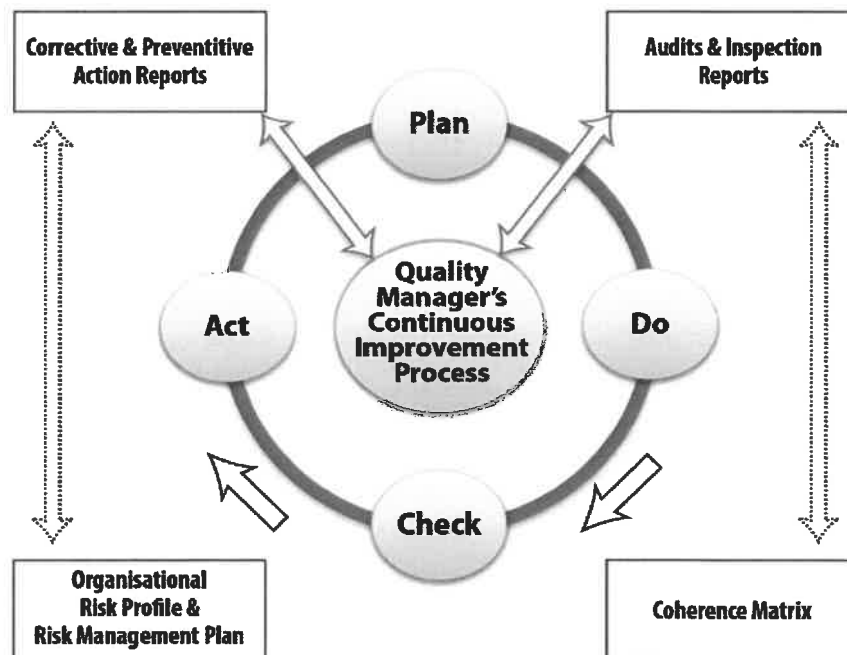 Corrective & Preventitive
Action Reports
Audits & Inspection
Reports
Plan
Quality
Manager's
Continuous
Improvement
Process
Act
Do
Check
Organisational
Risk Profile &
Risk Management Plan
Coherence Matrix